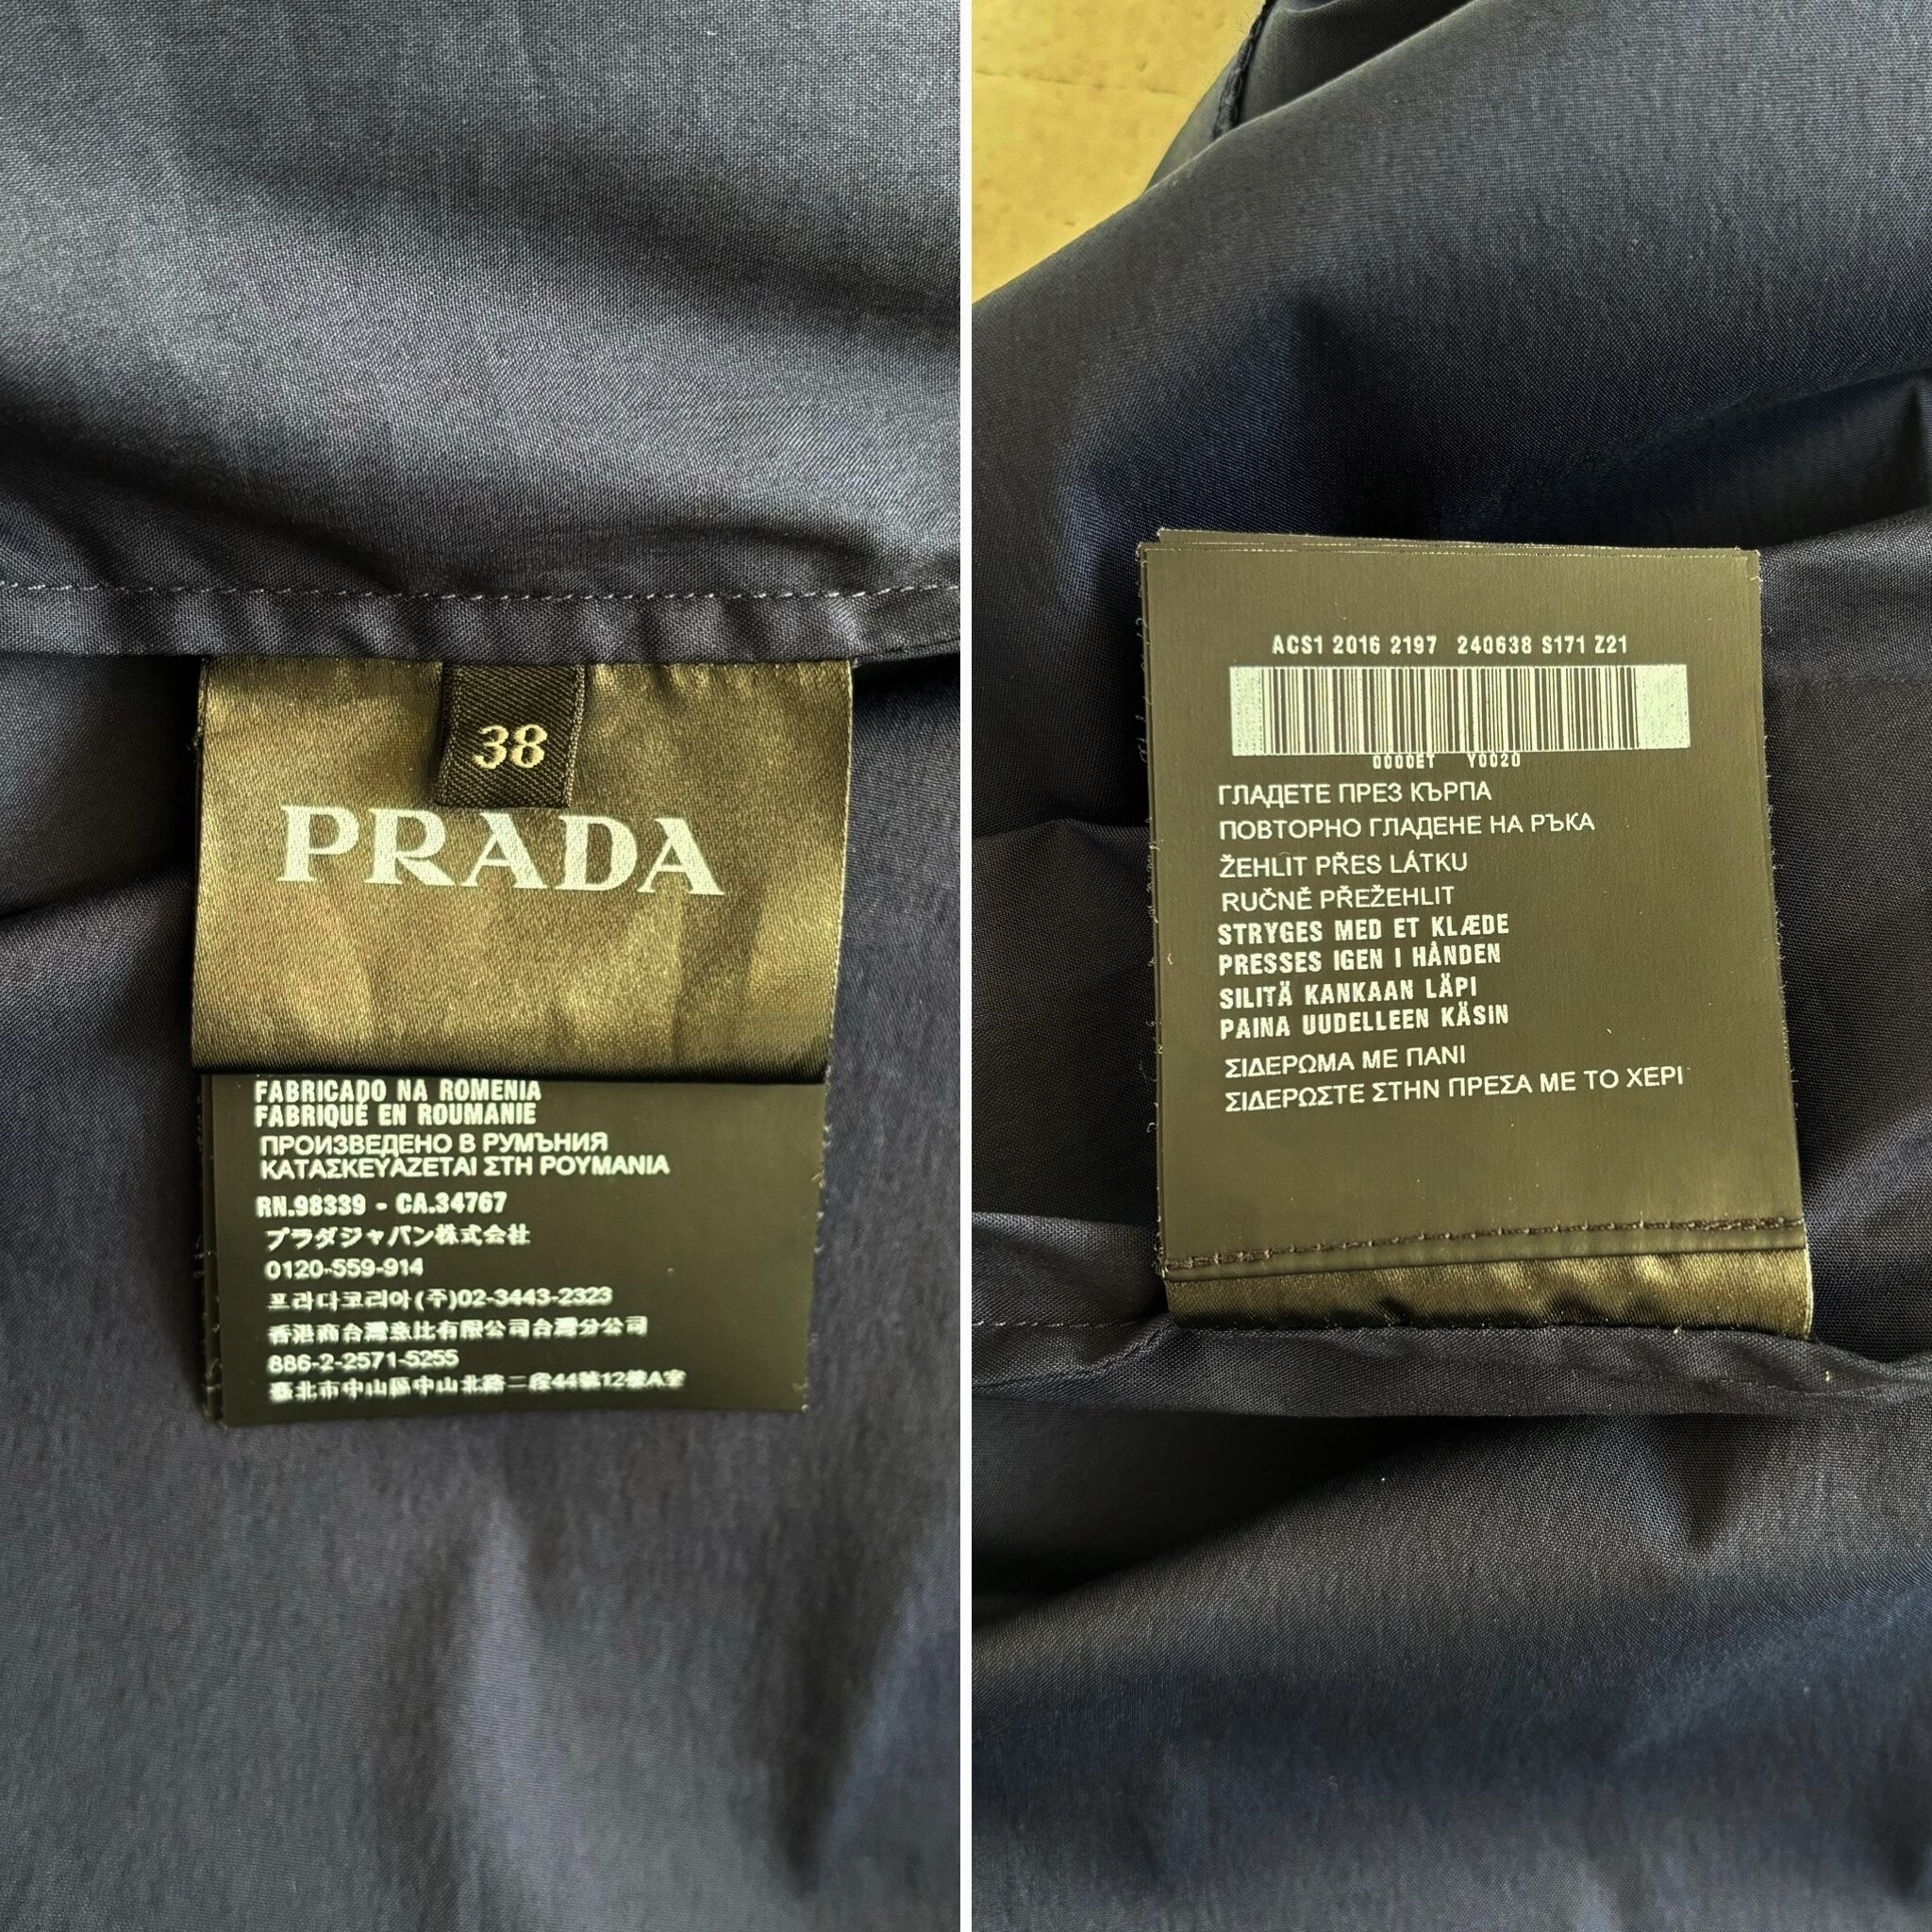 38
PRADA
FABRICADO NA ROMENIA
FABRIQUÉ EN ROUMANIE
ПРОИЗВЕДЕНО В РУМЪНИЯ
ΚΑΤΑΣΚΕΥΑΖΕΤΑΙ ΣΤΗ ΡΟΥΜΑΝΙΑ
RN.98339 - CA.34767
プラダジャパン株式会社
0120-559-914
프라다코리아(주)02-3443-2323
香港商台灣意比有限公司台灣分公司
886-2-2571-5255
臺北市中山區中山北路二段44號12樓A室
ACS1 2016 2197 240638 S171 Z21
0000ET Y0020
ГЛАДЕТЕ ПРЕЗ КЪРПА
ПОВТОРНО ГЛАДЕНЕ НА РЪКА
ŽEHLIT PŘES LÁTKU
RUČNĚ PŘEŽEHLIT
STRYGES MED ET KLÆDE
PRESSES IGEN I HÅNDEN
SILITÄ KANKAAN LÄPI
PAINA UUDELLEEN KÄSIN
ΣΙΔΕΡΩΜΑ ΜΕ ΠΑΝΙ
ΣΙΔΕΡΩΣΤΕ ΣΤΗΝ ΠΡΕΣΑ ΜΕ ΤΟ ΧΕΡΙ